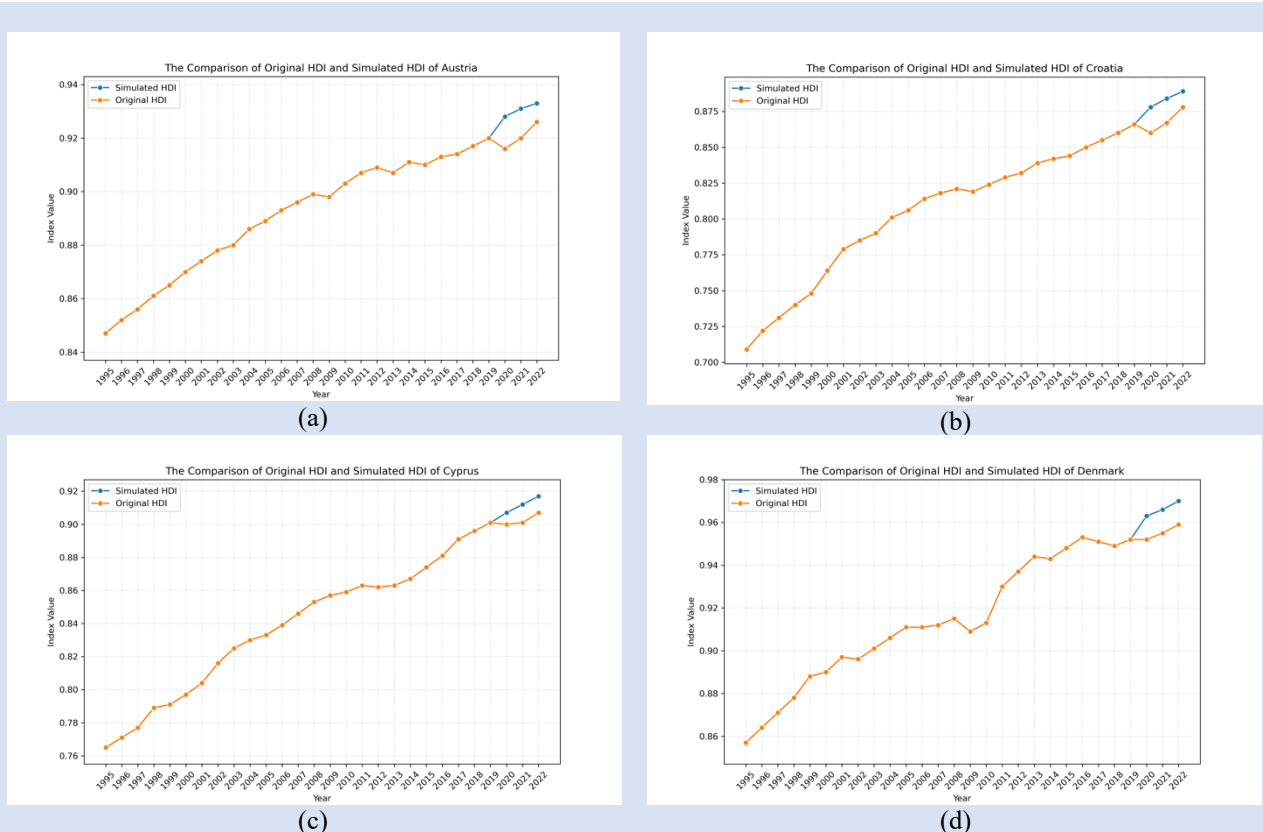 The Comparison of Original HDI and Simulated HDI of Austria
Simulated HDI
Original HDI
Index Value
0.94
0.92
0.90
0.88
0.86
0.84
1995 1996 1997 1998 1999 2000 2001 2002 2003 2004 2005 2006 2007 2008 2009 2010 2011 2012 2013 2014 2015 2016 2017 2018 2019 2020 2021 2022
Year
(a)
The Comparison of Original HDI and Simulated HDI of Croatia
Simulated HDI
Original HDI
Index Value
0.875
0.850
0.825
0.800
0.775
0.750
0.725
0.700
1995 1996 1997 1998 1999 2000 2001 2002 2003 2004 2005 2006 2007 2008 2009 2010 2011 2012 2013 2014 2015 2016 2017 2018 2019 2020 2021 2022
Year
(b)
The Comparison of Original HDI and Simulated HDI of Cyprus
Simulated HDI
Original HDI
Index Value
0.92
0.90
0.88
0.86
0.84
0.82
0.80
0.78
0.76
1995 1996 1997 1998 1999 2000 2001 2002 2003 2004 2005 2006 2007 2008 2009 2010 2011 2012 2013 2014 2015 2016 2017 2018 2019 2020 2021 2022
Year
(c)
The Comparison of Original HDI and Simulated HDI of Denmark
Simulated HDI
Original HDI
Index Value
0.98
0.96
0.94
0.92
0.90
0.88
0.86
1995 1996 1997 1998 1999 2000 2001 2002 2003 2004 2005 2006 2007 2008 2009 2010 2011 2012 2013 2014 2015 2016 2017 2018 2019 2020 2021 2022
Year
(d)